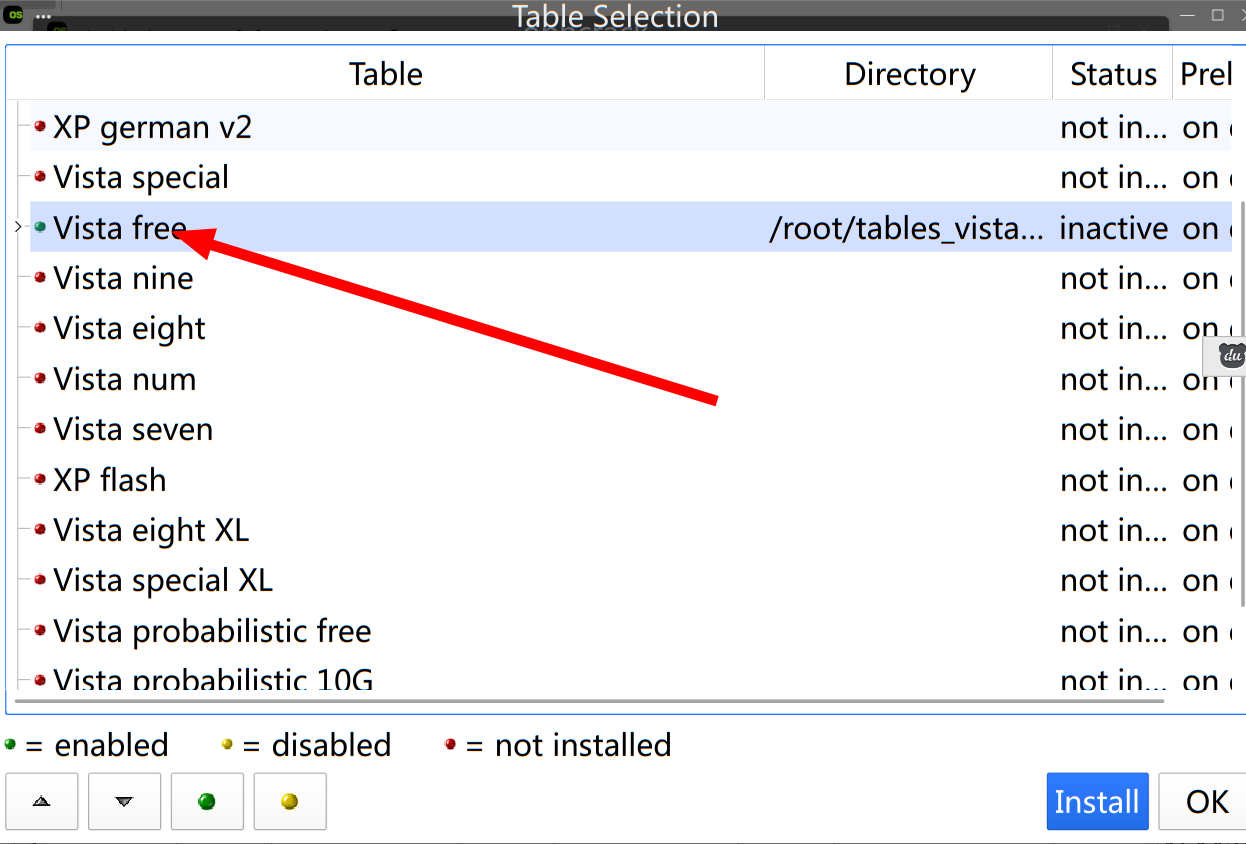 os ... Table Selection
Table Directory Status Prel
XP german v2 not in... on
Vista special not in... on
Vista free /root/tables_vista... inactive on
Vista nine not in... on
Vista eight not in... on
du
Vista num not in... on
Vista seven not in... on
XP flash not in... on
Vista eight XL not in... on
Vista special XL not in... on
Vista probabilistic free not in... on
Vista probabilistic 10G not in... on
= enabled = disabled = not installed
Install OK